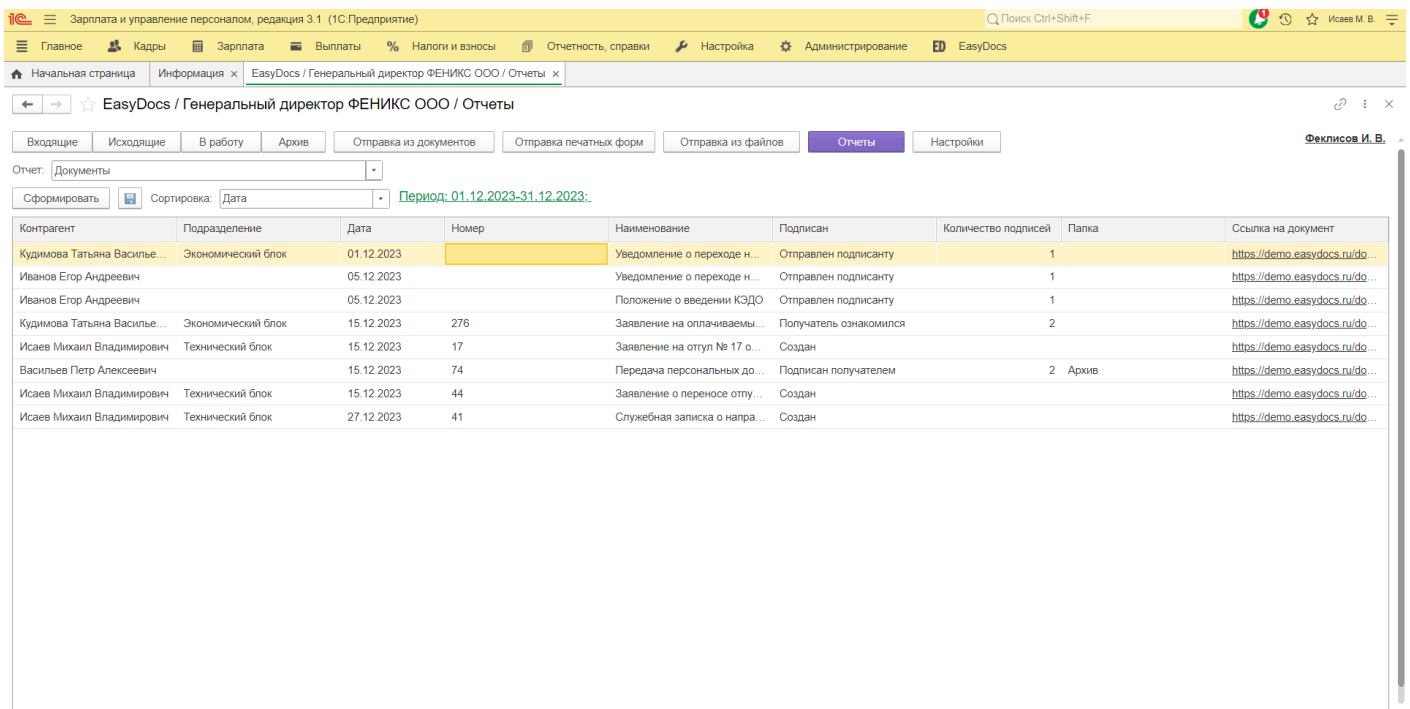 1С Зарплата и управление персоналом, редакция 3.1 (1С:Предприятие) Поиск Ctrl+Shift+F 1 Исаев М. В.
Главное Кадры Зарплата Выплаты % Налоги и взносы Отчетность, справки Настройка Администрирование ED EasyDocs
Начальная страница Информация × EasyDocs / Генеральный директор ФЕНИКС ООО / Отчеты ×
EasyDocs / Генеральный директор ФЕНИКС ООО / Отчеты
Входящие Исходящие В работу Архив Отправка из документов Отправка печатных форм Отправка из файлов Отчеты Настройки Феклисов И. В.
Отчет: Документы
Сформировать Сортировка: Дата Период: 01.12.2023-31.12.2023;
Контрагент Подразделение Дата Номер Наименование Подписан Количество подписей Папка Ссылка на документ
Кудимова Татьяна Василье... Экономический блок 01.12.2023 Уведомление о переходе н... Отправлен подписанту 1 https://demo.easydocs.ru/do...
Иванов Егор Андреевич 05.12.2023 Уведомление о переходе н... Отправлен подписанту 1 https://demo.easydocs.ru/do...
Иванов Егор Андреевич 05.12.2023 Положение о введении КЭДО Отправлен подписанту 1 https://demo.easydocs.ru/do...
Кудимова Татьяна Василье... Экономический блок 15.12.2023 276 Заявление на оплачиваемы... Получатель ознакомился 2 https://demo.easydocs.ru/do...
Исаев Михаил Владимирович Технический блок 15.12.2023 17 Заявление на отгул № 17 о... Создан https://demo.easydocs.ru/do...
Васильев Петр Алексеевич 15.12.2023 74 Передача персональных до... Подписан получателем 2 Архив https://demo.easydocs.ru/do...
Исаев Михаил Владимирович Технический блок 15.12.2023 44 Заявление о переносе отпу... Создан https://demo.easydocs.ru/do...
Исаев Михаил Владимирович Технический блок 27.12.2023 41 Служебная записка о напра... Создан https://demo.easydocs.ru/do...